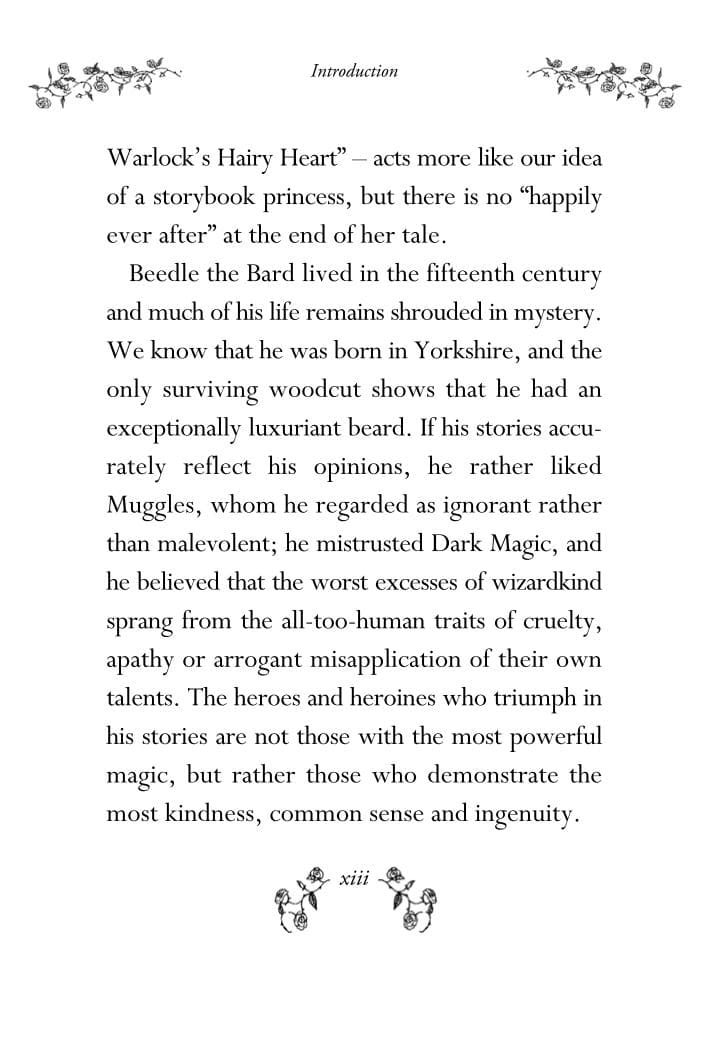 Introduction
Warlock’s Hairy Heart” – acts more like our idea
of a storybook princess, but there is no “happily
ever after” at the end of her tale.
Beedle the Bard lived in the fifteenth century
and much of his life remains shrouded in mystery.
We know that he was born in Yorkshire, and the
only surviving woodcut shows that he had an
exceptionally luxuriant beard. If his stories accu-
rately reflect his opinions, he rather liked
Muggles, whom he regarded as ignorant rather
than malevolent; he mistrusted Dark Magic, and
he believed that the worst excesses of wizardkind
sprang from the all-too-human traits of cruelty,
apathy or arrogant misapplication of their own
talents. The heroes and heroines who triumph in
his stories are not those with the most powerful
magic, but rather those who demonstrate the
most kindness, common sense and ingenuity.
xiii